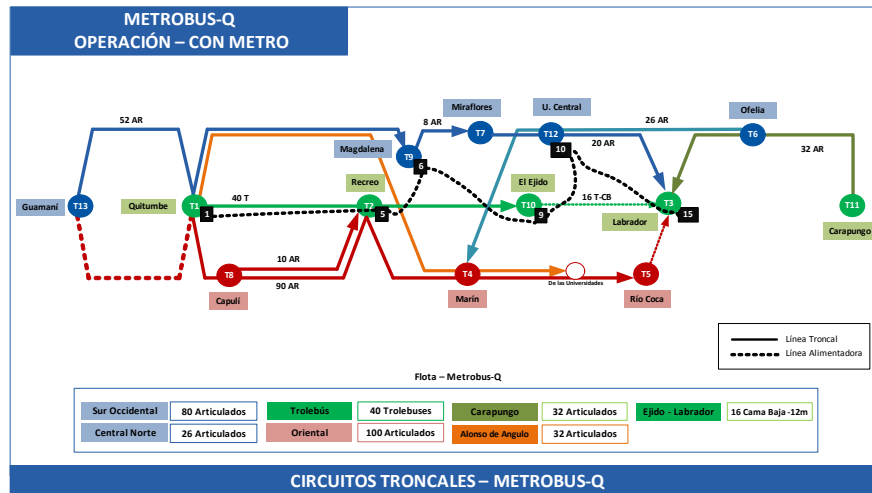 METROBUS-Q
OPERACIÓN – CON METRO
52 AR
8 AR
Miraflores
U. Central
26 AR
Ofelia
T7
T12
T6
20 AR
32 AR
Magdalena
T9
6
10
Recreo
El Ejido
Guamaní
T13
Quitumbe
T1
40 T
1
T2
5
T10
9
16 T-CB
T3
15
Labrador
T11
Carapungo
10 AR
T8
90 AR
Capulí
T4
Marín
De las Universidades
T5
Río Coca
Línea Troncal
Línea Alimentadora
Flota – Metrobus-Q
Sur Occidental 80 Articulados Trolebús 40 Trolebuses Carapungo 32 Articulados Ejido - Labrador 16 Cama Baja -12m
Central Norte 26 Articulados Oriental 100 Articulados Alonso de Angulo 32 Articulados
CIRCUITOS TRONCALES – METROBUS-Q